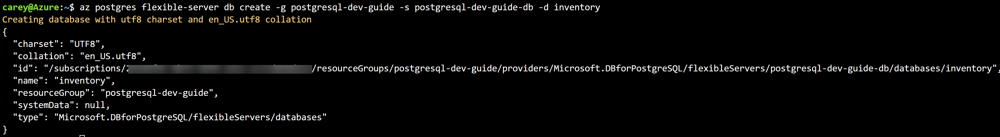 carey@Azure:~$ az postgres flexible-server db create -g postgresql-dev-guide -s postgresql-dev-guide-db -d inventory
Creating database with utf8 charset and en_US.utf8 collation
{
  "charset": "UTF8",
  "collation": "en_US.utf8",
  "id": "/subscriptions/2/resourceGroups/postgresql-dev-guide/providers/Microsoft.DBforPostgreSQL/flexibleServers/postgresql-dev-guide-db/databases/inventory",
  "name": "inventory",
  "resourceGroup": "postgresql-dev-guide",
  "systemData": null,
  "type": "Microsoft.DBforPostgreSQL/flexibleServers/databases"
}